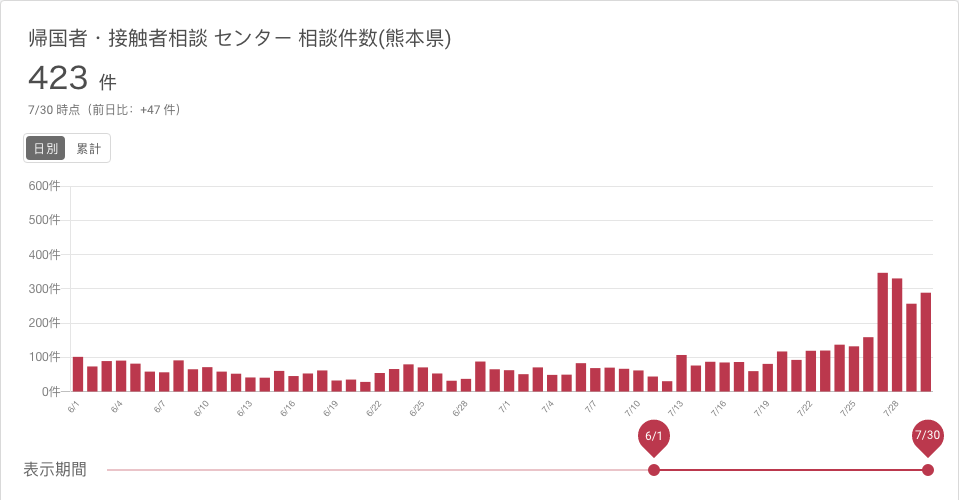 帰国者・接触者相談 センター 相談件数(熊本県)
423 件
7/30 時点（前日比：+47 件）
日別 累計
600件
500件
400件
300件
200件
100件
0件
6/1 6/4 6/7 6/10 6/13 6/16 6/19 6/22 6/25 6/28 7/1 7/4 7/7 7/10 7/13 7/16 7/19 7/22 7/25 7/28
6/1 7/30
表示期間